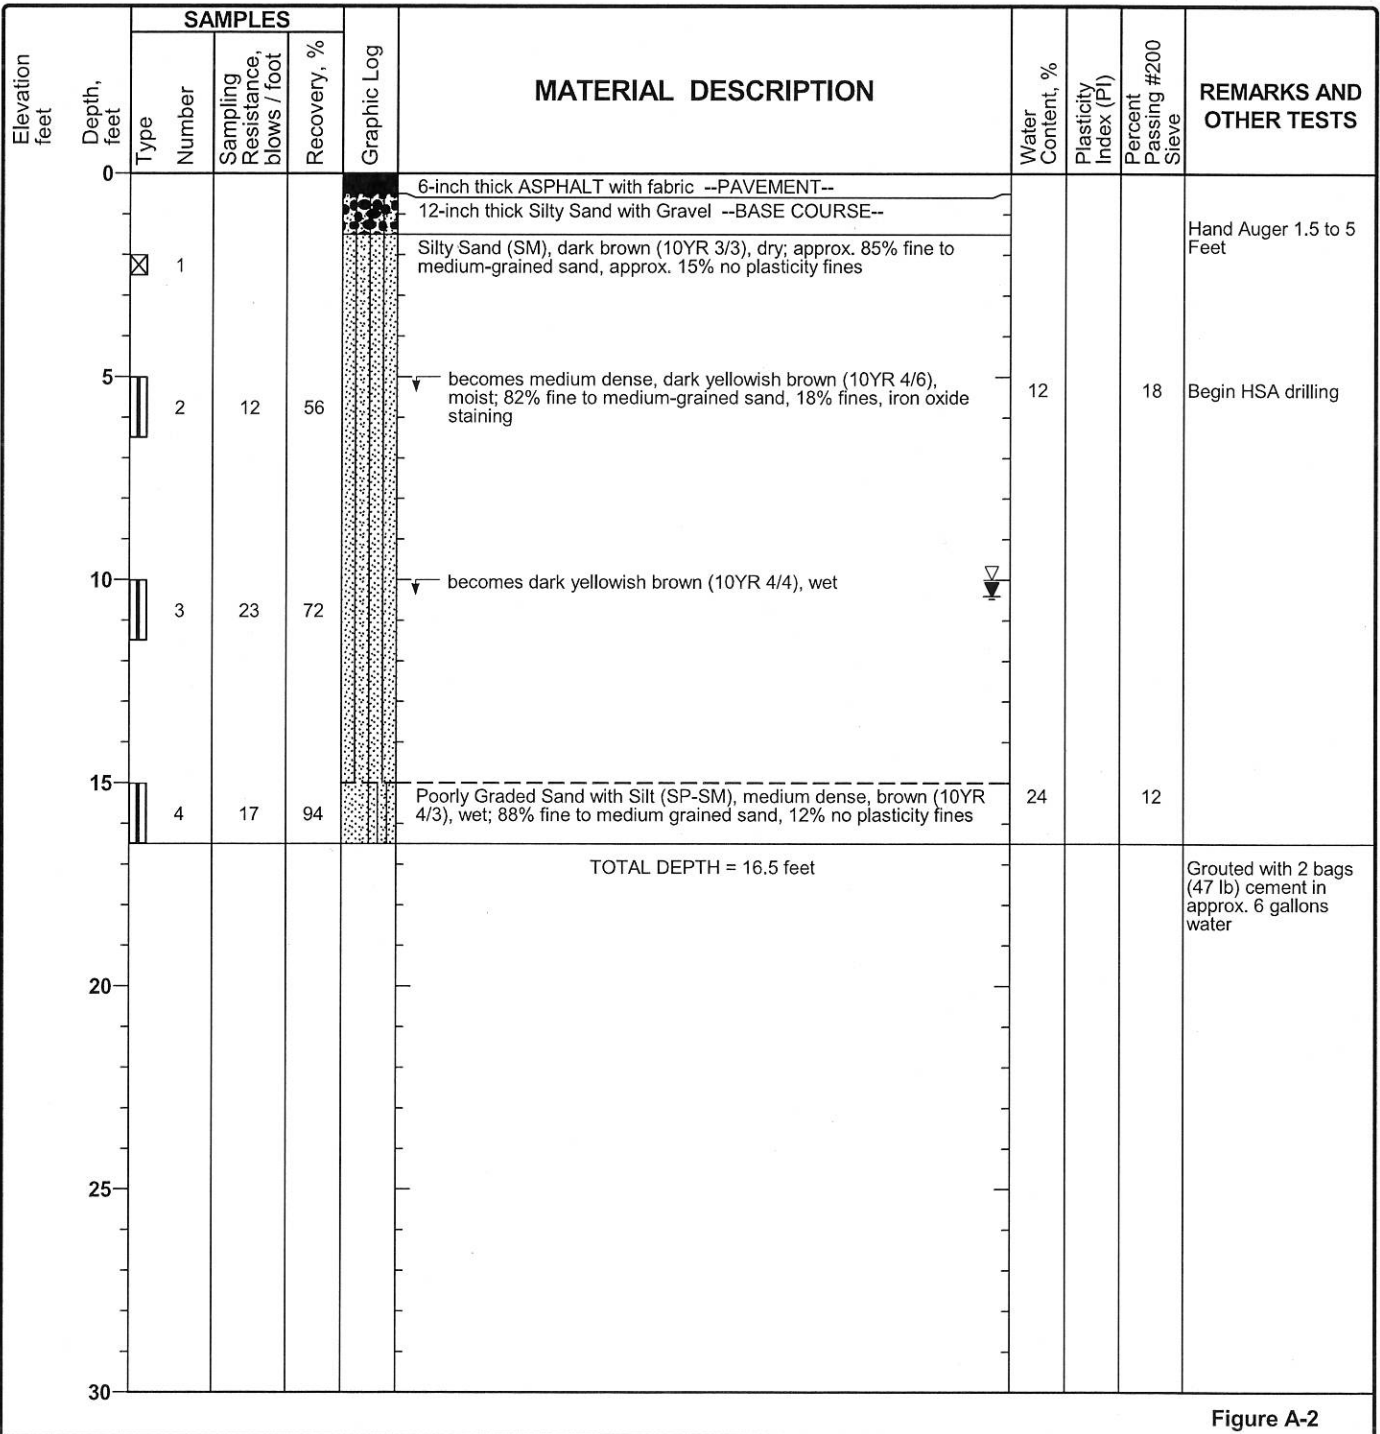 SAMPLES
Elevation
feet
Depth,
feet
Type
Number
Sampling
Resistance,
blows / foot
Recovery, %
Graphic Log
MATERIAL DESCRIPTION
Water
Content, %
Plasticity
Index (PI)
Percent
Passing #200
Sieve
REMARKS AND
OTHER TESTS
0
6-inch thick ASPHALT with fabric --PAVEMENT--
12-inch thick Silty Sand with Gravel --BASE COURSE--
Hand Auger 1.5 to 5
Feet
1
Silty Sand (SM), dark brown (10YR 3/3), dry; approx. 85% fine to
medium-grained sand, approx. 15% no plasticity fines
5
2 12 56
becomes medium dense, dark yellowish brown (10YR 4/6),
moist; 82% fine to medium-grained sand, 18% fines, iron oxide
staining
12 18 Begin HSA drilling
10
3 23 72
becomes dark yellowish brown (10YR 4/4), wet
15
4 17 94
Poorly Graded Sand with Silt (SP-SM), medium dense, brown (10YR
4/3), wet; 88% fine to medium grained sand, 12% no plasticity fines
24 12
TOTAL DEPTH = 16.5 feet
Grouted with 2 bags
(47 lb) cement in
approx. 6 gallons
water
20
25
30
Figure A-2